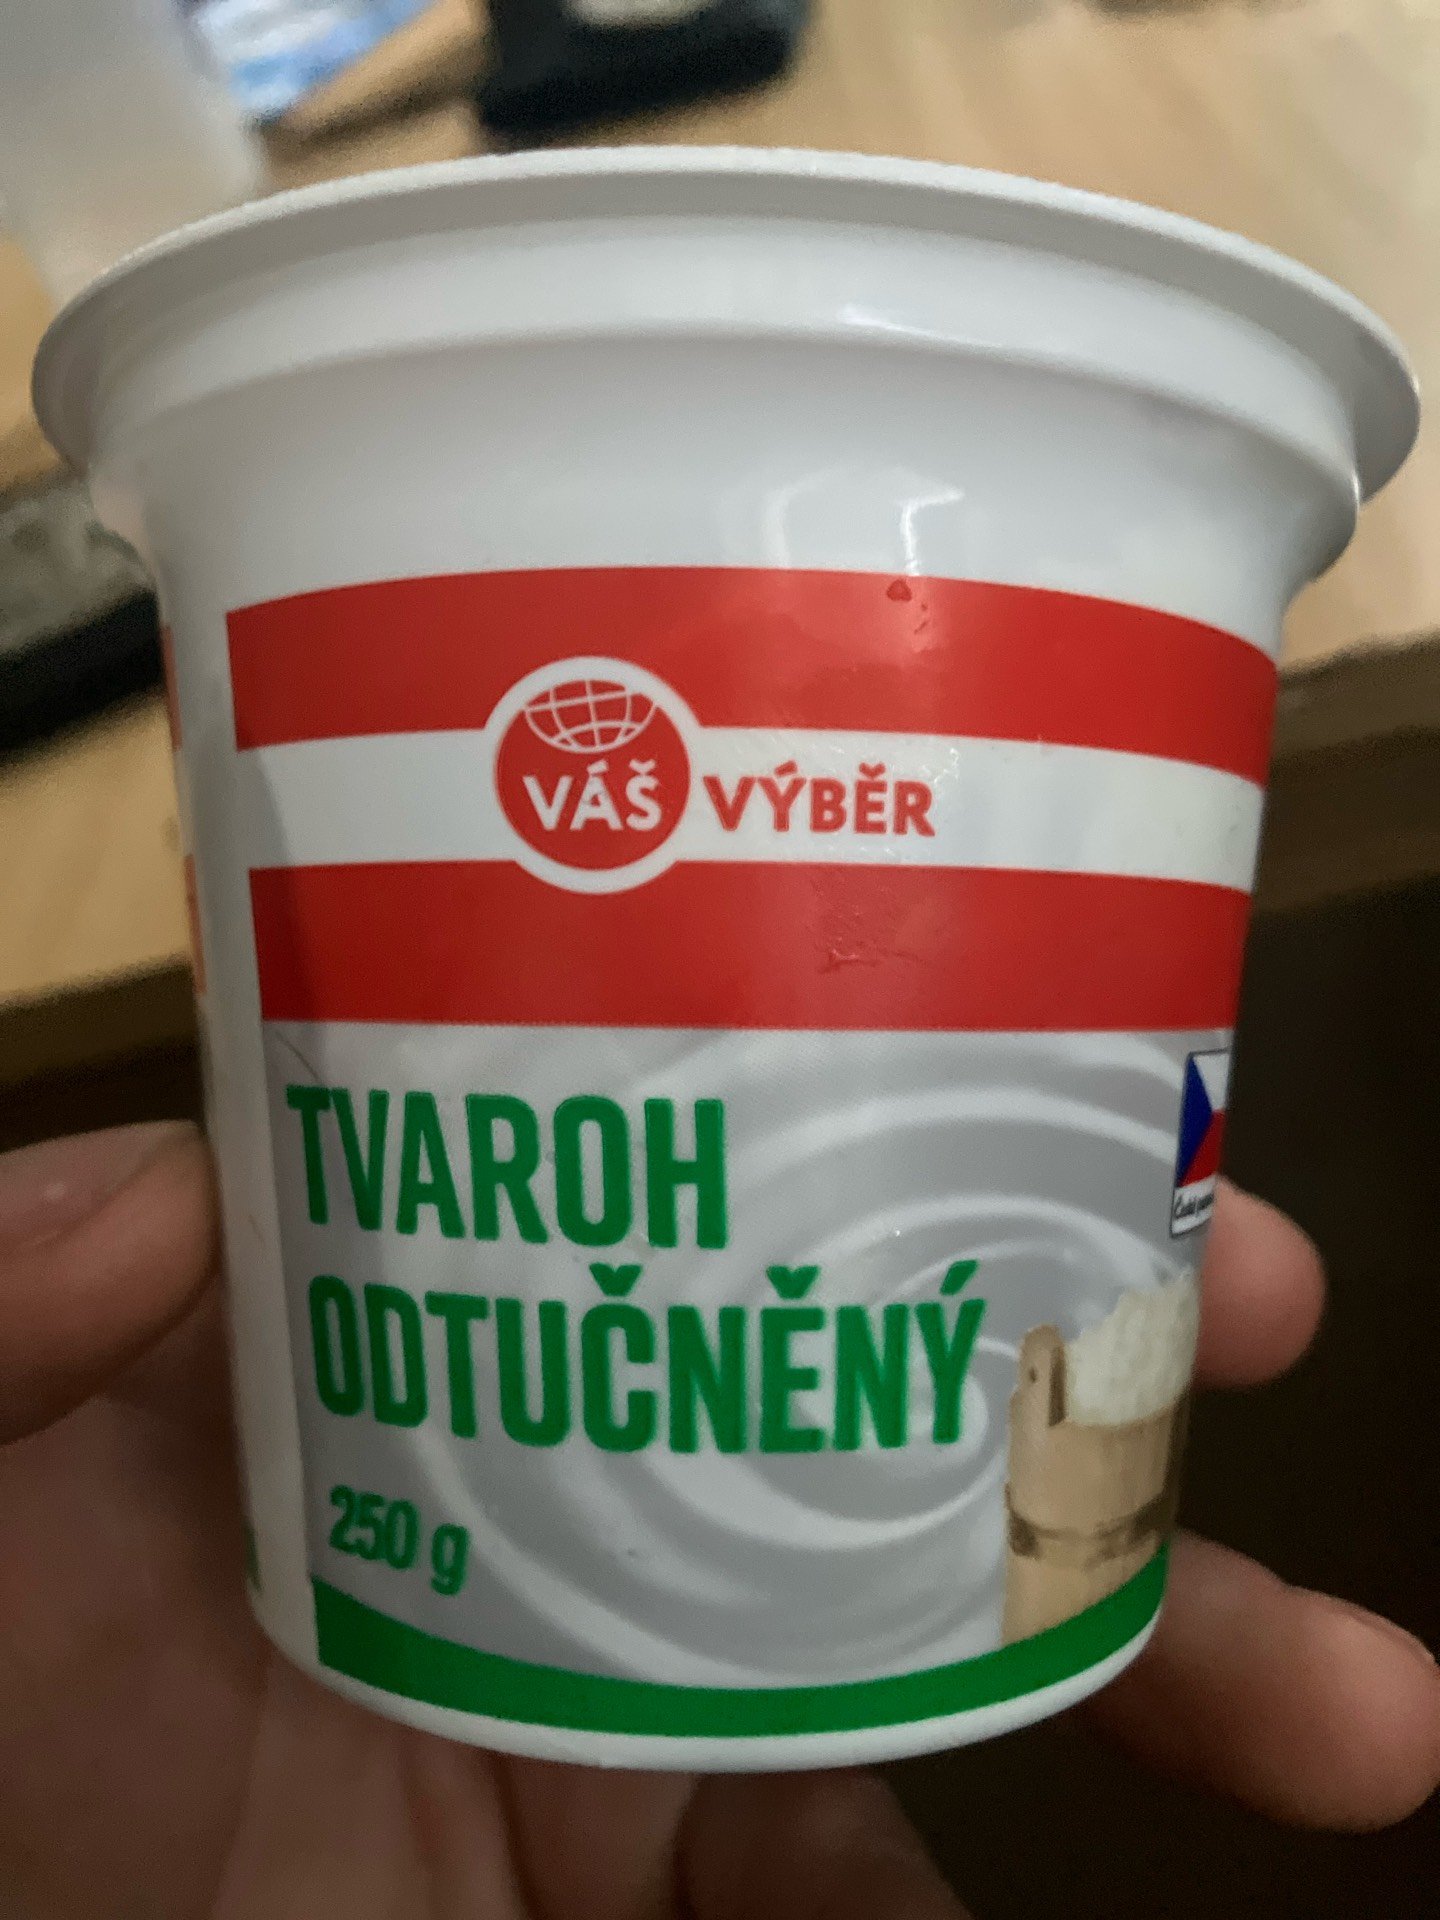 VÁŠ VÝBĚR
TVAROH
ODTUČNĚNÝ
250 g